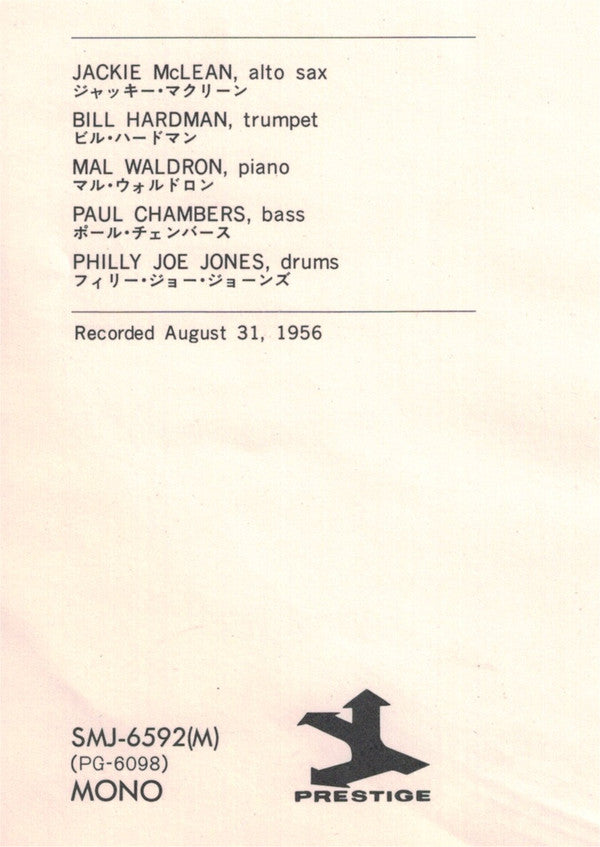 JACKIE McLEAN, alto sax
ジャッキー・マクリーン
BILL HARDMAN, trumpet
ビル・ハードマン
MAL WALDRON, piano
マル・ウォルドロン
PAUL CHAMBERS, bass
ポール・チェンバース
PHILLY JOE JONES, drums
フィリー・ジョー・ジョーンズ
Recorded August 31, 1956
SMJ-6592(M)
(PG-6098)
MONO
PRESTIGE